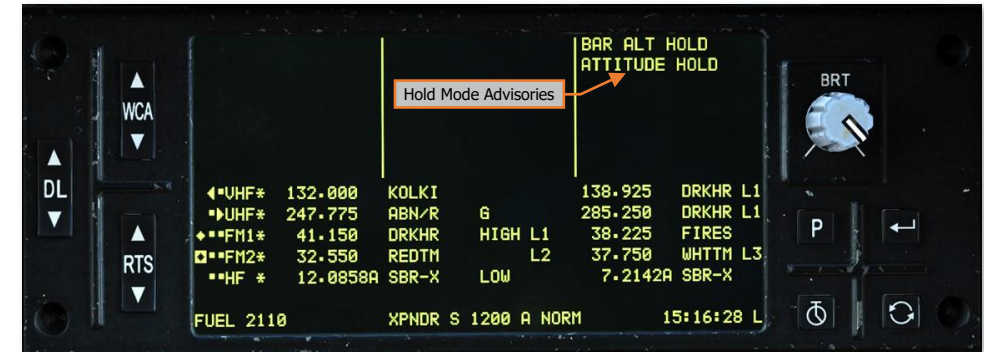 BAR ALT HOLD
ATTITUDE HOLD
Hold Mode Advisories
BRT
WCA
DL
RTS
P
VHF* 132.000 KOLKI 138.925 DRKHR L1
UHF* 247.775 ABN/R G 285.250 DRKHR L1
FM1* 41.150 DRKHR HIGH L1 38.225 FIRES
FM2* 32.550 REDTM L2 37.750 WHTTM L3
HF * 12.0858A SBR-X LOW 7.2142A SBR-X
FUEL 2110 XPNDR S 1200 A NORM 15:16:28 L